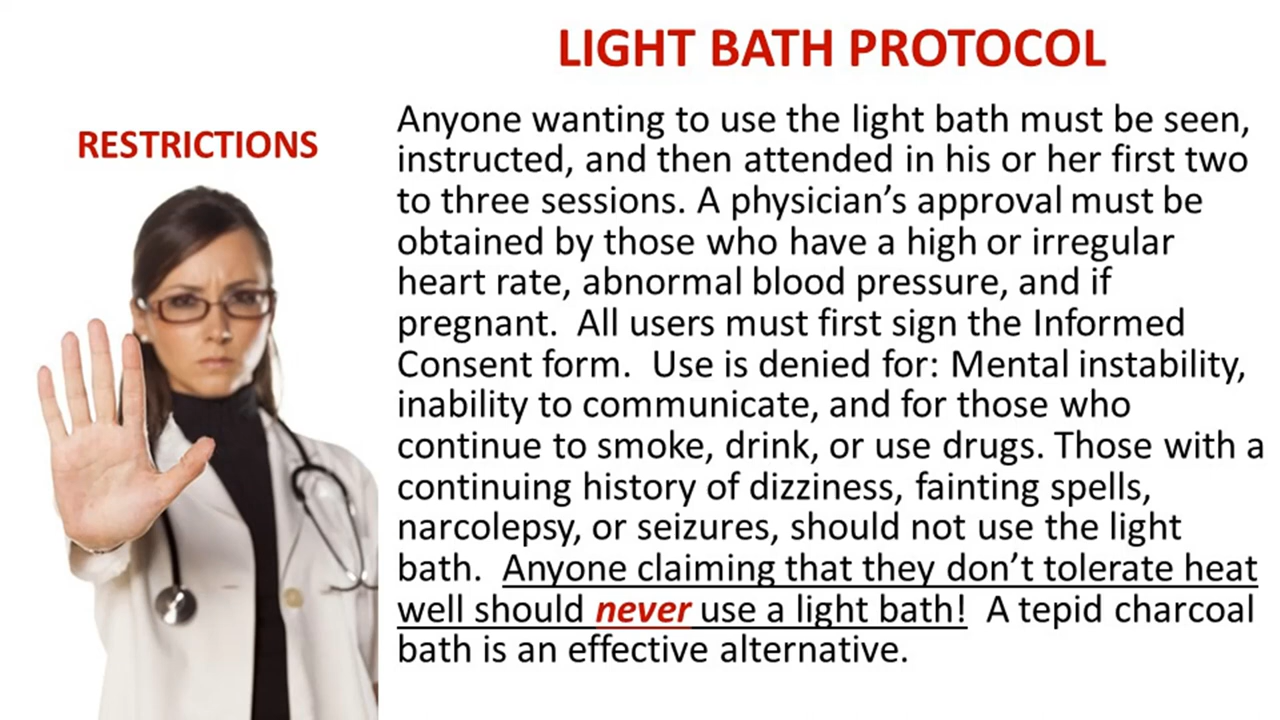 LIGHT BATH PROTOCOL
RESTRICTIONS
Anyone wanting to use the light bath must be seen,
instructed, and then attended in his or her first two
to three sessions. A physician’s approval must be
obtained by those who have a high or irregular
heart rate, abnormal blood pressure, and if
pregnant.  All users must first sign the Informed
Consent form.  Use is denied for: Mental instability,
inability to communicate, and for those who
continue to smoke, drink, or use drugs. Those with a
continuing history of dizziness, fainting spells,
narcolepsy, or seizures, should not use the light
bath.  Anyone claiming that they don’t tolerate heat
well should never use a light bath!  A tepid charcoal
bath is an effective alternative.